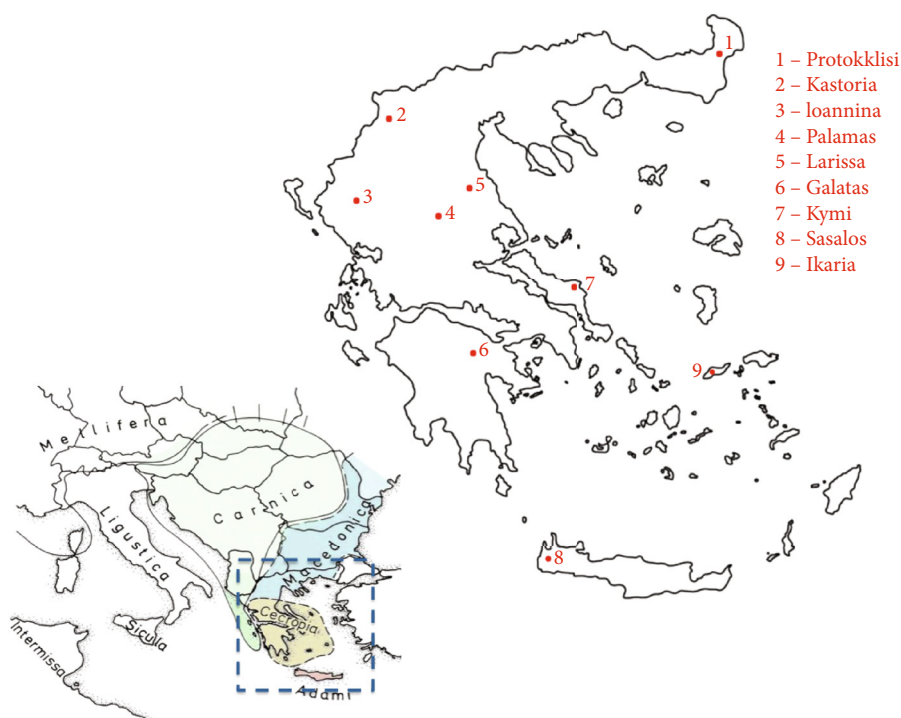 1
2
3
5
4
7
6
9
8
1 – Protokklisi
2 – Kastoria
3 – loannina
4 – Palamas
5 – Larissa
6 – Galatas
7 – Kymi
8 – Sasalos
9 – Ikaria
Mellifera
Carnica
Ligustica
Macedonica
Cecropia
Sicula
Intermissa
Adami